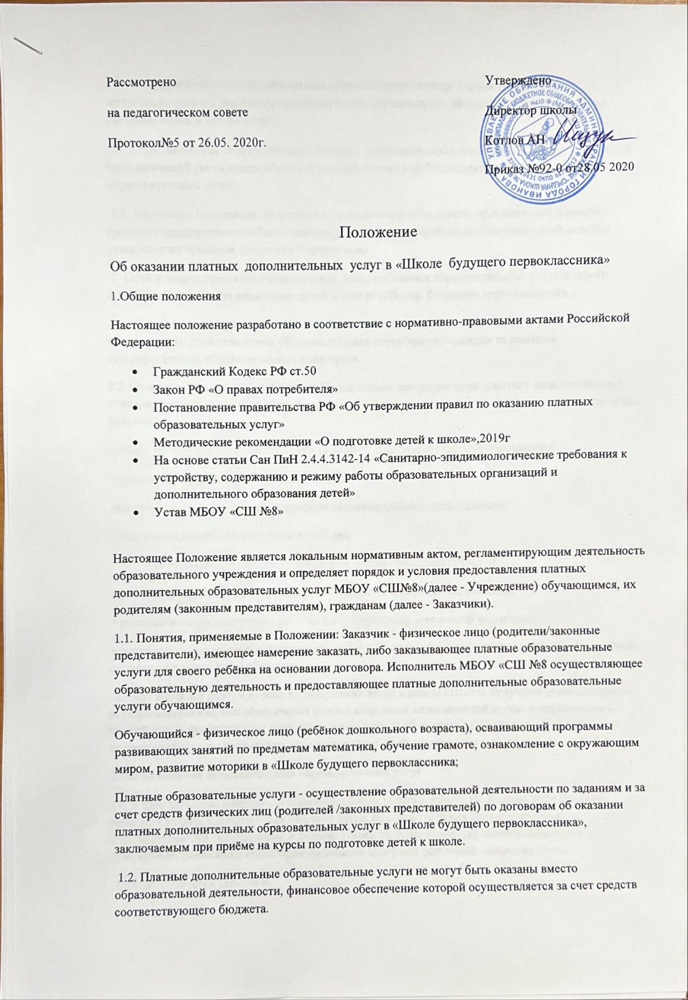 Рассмотрено
на педагогическом совете
Протокол№5 от 26.05. 2020г.
Утверждено
Директор школы
Котлов АН
Приказ №92-0 от28.05 2020
УПРАВЛЕНИЕ ОБРАЗОВАНИЯ АДМИНИСТРАЦИИ ГОРОДА ИВАНОВА
МУНИЦИПАЛЬНОЕ БЮДЖЕТНОЕ ОБЩЕОБРАЗОВАТЕЛЬНОЕ
СРЕДНЯЯ ШКОЛА № 8
Положение
Об оказании платных дополнительных услуг в «Школе будущего первоклассника»
1.Общие положения
Настоящее положение разработано в соответствие с нормативно-правовыми актами Российской
Федерации:
• Гражданский Кодекс РФ ст.50
• Закон РФ «О правах потребителя»
• Постановление правительства РФ «Об утверждении правил по оказанию платных
образовательных услуг»
• Методические рекомендации «О подготовке детей к школе»,2019г
• На основе статьи Сан ПиН 2.4.4.3142-14 «Санитарно-эпидимиологические требования к
устройству, содержанию и режиму работы образовательных организаций и
дополнительного образования детей»
• Устав МБОУ «СШ №8»
Настоящее Положение является локальным нормативным актом, регламентирующим деятельность
образовательного учреждения и определяет порядок и условия предоставления платных
дополнительных образовательных услуг МБОУ «СШ№8»(далее - Учреждение) обучающимся, их
родителям (законным представителям), гражданам (далее - Заказчики).
1.1. Понятия, применяемые в Положении: Заказчик - физическое лицо (родители/законные
представители), имеющее намерение заказать, либо заказывающее платные образовательные
услуги для своего ребёнка на основании договора. Исполнитель МБОУ «СШ №8 осуществляющее
образовательную деятельность и предоставляющее платные дополнительные образовательные
услуги обучающимся.
Обучающийся - физическое лицо (ребёнок дошкольного возраста), осваивающий программы
развивающих занятий по предметам математика, обучение грамоте, ознакомление с окружающим
миром, развитие моторики в «Школе будущего первоклассника;
Платные образовательные услуги - осуществление образовательной деятельности по заданиям и за
счет средств физических лиц (родителей /законных представителей) по договорам об оказании
платных дополнительных образовательных услуг в «Школе будущего первоклассника»,
заключаемым при приёме на курсы по подготовке детей к школе.
1.2. Платные дополнительные образовательные услуги не могут быть оказаны вместо
образовательной деятельности, финансовое обеспечение которой осуществляется за счет средств
соответствующего бюджета.